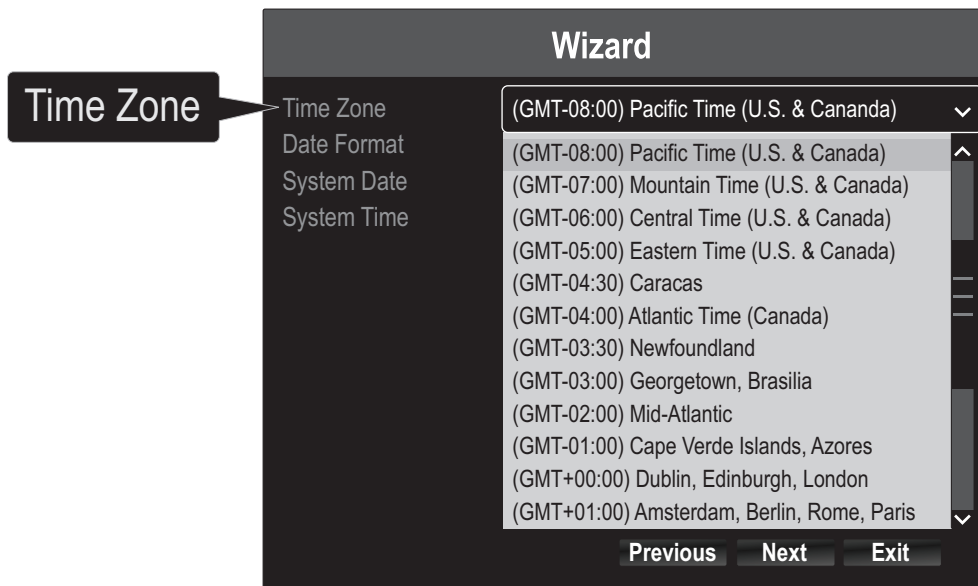 Wizard
Time Zone
Time Zone (GMT-08:00) Pacific Time (U.S. & Cananda)
Date Format
System Date
System Time
(GMT-08:00) Pacific Time (U.S. & Canada)
(GMT-07:00) Mountain Time (U.S. & Canada)
(GMT-06:00) Central Time (U.S. & Canada)
(GMT-05:00) Eastern Time (U.S. & Canada)
(GMT-04:30) Caracas
(GMT-04:00) Atlantic Time (Canada)
(GMT-03:30) Newfoundland
(GMT-03:00) Georgetown, Brasilia
(GMT-02:00) Mid-Atlantic
(GMT-01:00) Cape Verde Islands, Azores
(GMT+00:00) Dublin, Edinburgh, London
(GMT+01:00) Amsterdam, Berlin, Rome, Paris
Previous Next Exit